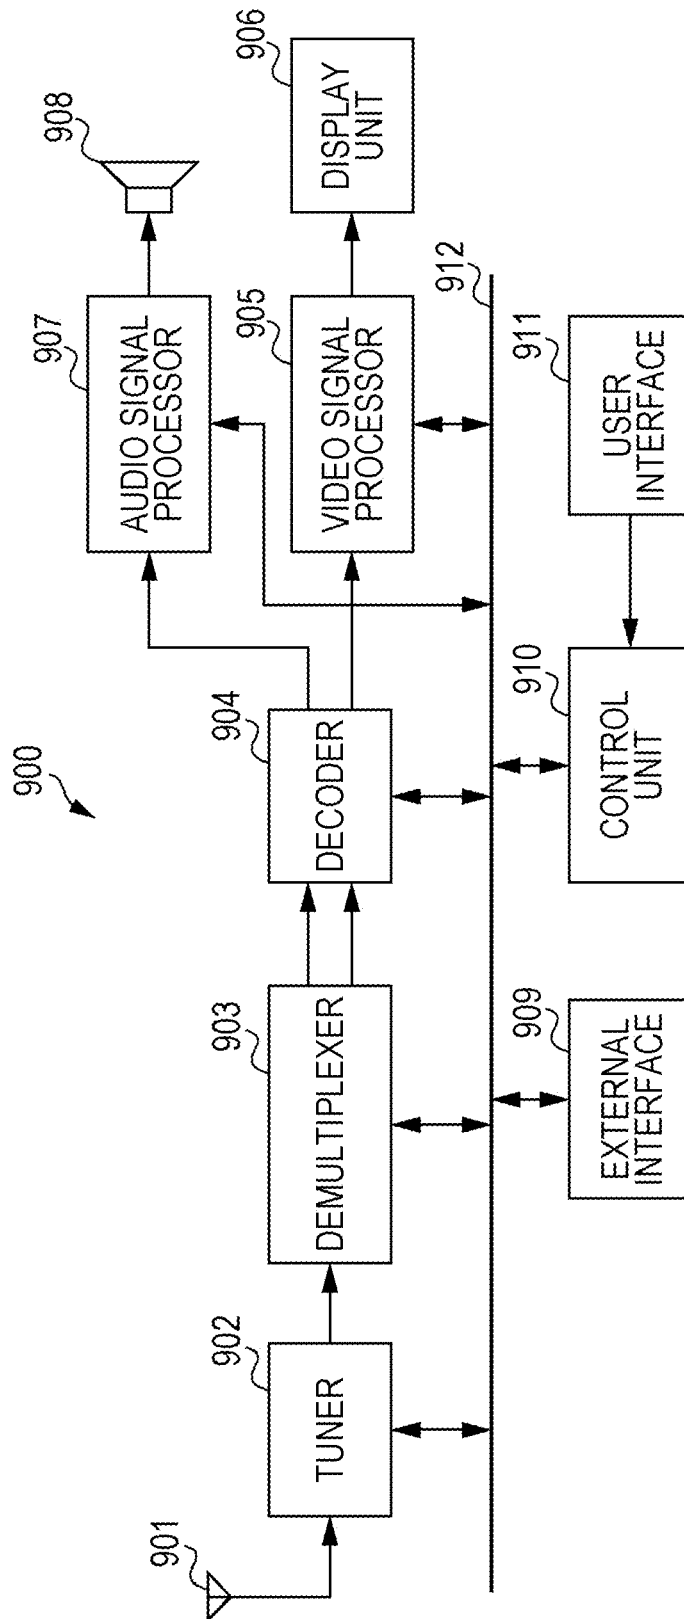 900
901
902
TUNER
903
DEMULTIPLEXER
904
DECODER
907
AUDIO SIGNAL
PROCESSOR
908
905
VIDEO SIGNAL
PROCESSOR
906
DISPLAY
UNIT
912
909
EXTERNAL
INTERFACE
910
CONTROL
UNIT
911
USER
INTERFACE